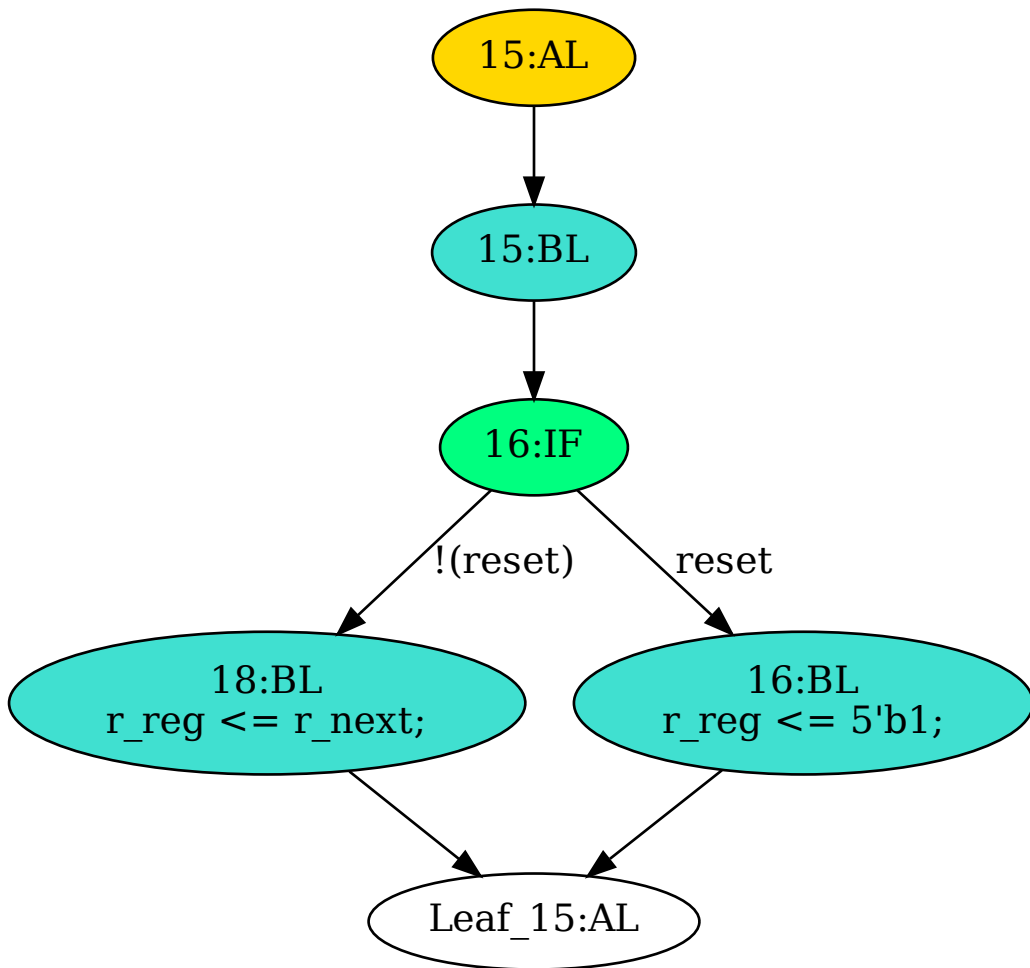 15:AL
15:BL
16:IF
!(reset)
reset
18:BL
r_reg <= r_next;
16:BL
r_reg <= 5'b1;
Leaf_15:AL